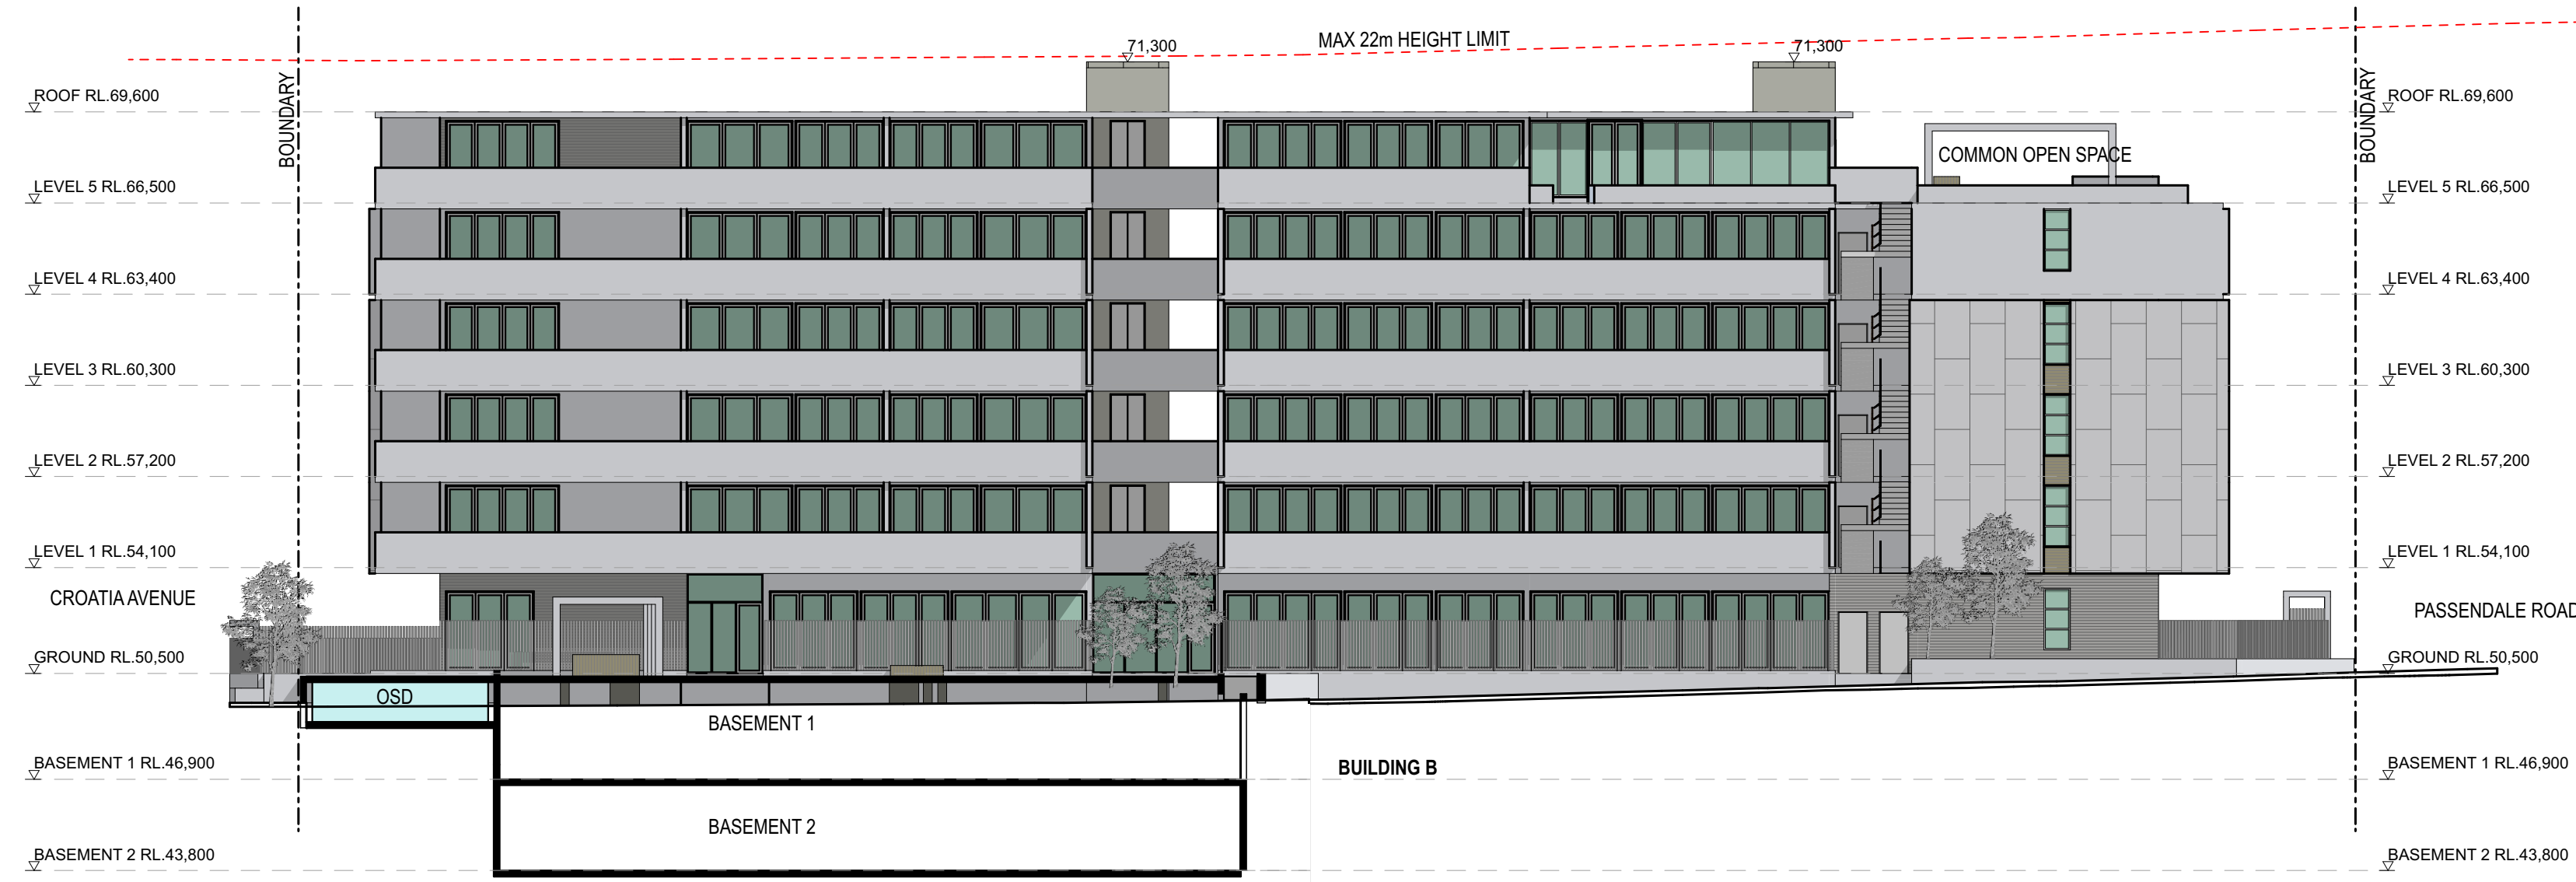 MAX 22m HEIGHT LIMIT
71,300
71,300
BOUNDARY
BOUNDARY
ROOF RL.69,600
ROOF RL.69,600
COMMON OPEN SPACE
LEVEL 5 RL.66,500
LEVEL 5 RL.66,500
LEVEL 4 RL.63,400
LEVEL 4 RL.63,400
LEVEL 3 RL.60,300
LEVEL 3 RL.60,300
LEVEL 2 RL.57,200
LEVEL 2 RL.57,200
LEVEL 1 RL.54,100
LEVEL 1 RL.54,100
CROATIA AVENUE
PASSENDALE ROAD
GROUND RL.50,500
GROUND RL.50,500
OSD
BASEMENT 1
BASEMENT 1 RL.46,900
BUILDING B
BASEMENT 1 RL.46,900
BASEMENT 2
BASEMENT 2 RL.43,800
BASEMENT 2 RL.43,800